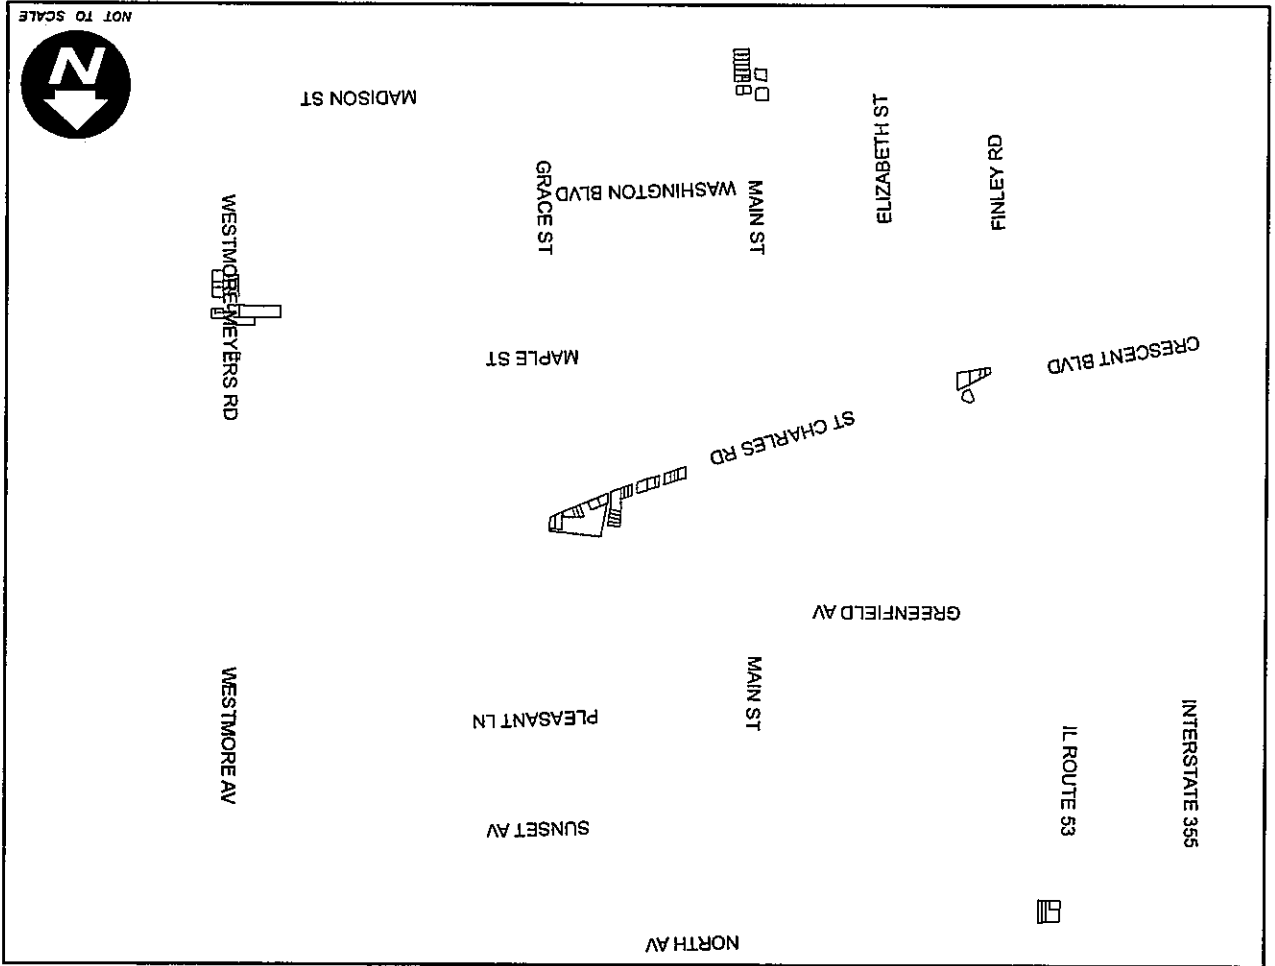 NORTH AV
SUNSET AV
PLEASANT LN
GREENFIELD AV
INTERSTATE 355
IL ROUTE 53
MAIN ST
WESTMORE AV
ST CHARLES RD
CRESCENT BLVD
MAPLE ST
WESTMORE-MEYERS RD
FINLEY RD
ELIZABETH ST
MAIN ST
WASHINGTON BLVD
GRACE ST
MADISON ST
N
NOT TO SCALE